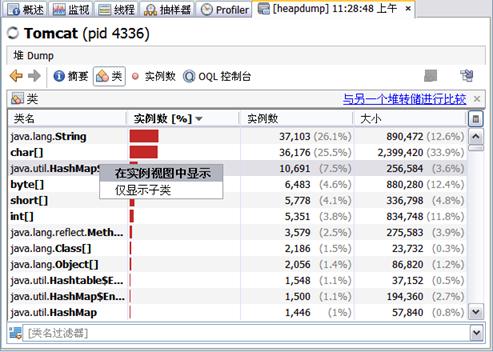 概述 监视 线程 抽样器 Profiler [heapdump] 11:28:48 上午
Tomcat (pid 4336)
堆 Dump
摘要 类 实例数 OQL 控制台
类 与另一个堆转储进行比较
类名 实例数 [%] 实例数 大小
java.lang.String 37,103 (26.1%) 890,472 (12.6%)
char[] 36,176 (25.5%) 2,399,420 (33.9%)
java.util.HashMap$ 10,691 (7.5%) 256,584 (3.6%)
在实例视图中显示
byte[] 6,483 (4.6%) 880,280 (12.4%)
仅显示子类
short[] 5,778 (4.1%) 336,798 (4.8%)
int[] 5,351 (3.8%) 834,748 (11.8%)
java.lang.reflect.Meth... 3,579 (2.5%) 275,583 (3.9%)
java.lang.Class[] 2,186 (1.5%) 23,732 (0.3%)
java.lang.Object[] 2,056 (1.4%) 86,820 (1.2%)
java.util.Hashtable$E... 1,548 (1.1%) 37,152 (0.5%)
java.util.HashMap$En... 1,500 (1.1%) 194,360 (2.7%)
java.util.HashMap 1,446 (1%) 57,840 (0.8%)
[类名过滤器]